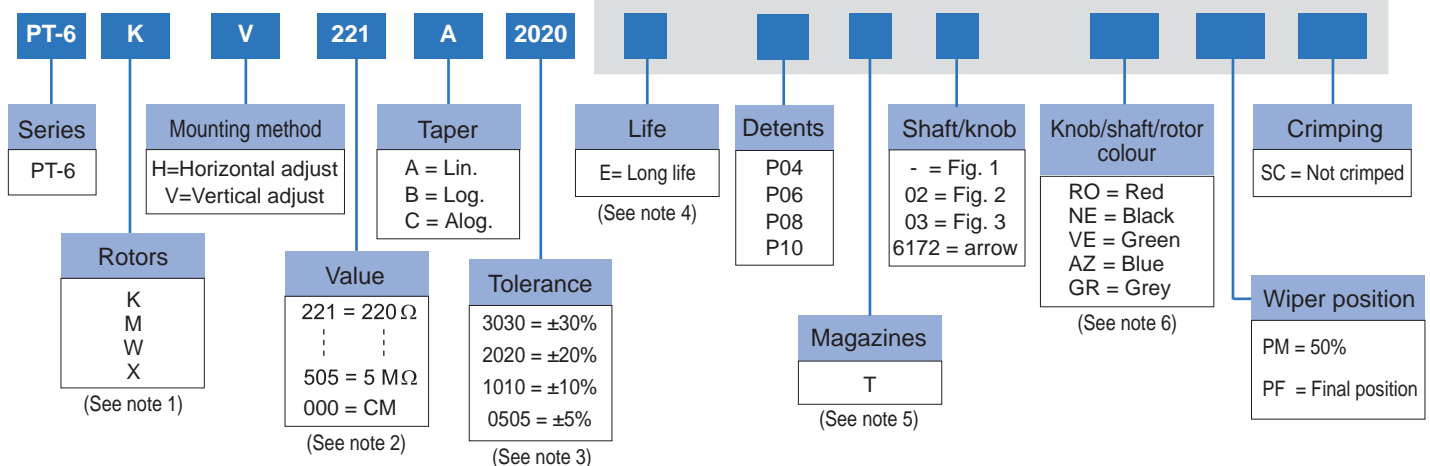 PT-6 K V 221 A 2020
Series
PT-6
Mounting method
H=Horizontal adjust
V=Vertical adjust
Taper
A = Lin.
B = Log.
C = Alog.
Life
E= Long life
(See note 4)
Detents
P04
P06
P08
P10
Shaft/knob
- = Fig. 1
02 = Fig. 2
03 = Fig. 3
6172 = arrow
Knob/shaft/rotor
colour
RO = Red
NE = Black
VE = Green
AZ = Blue
GR = Grey
(See note 6)
Crimping
SC = Not crimped
Rotors
K
M
W
X
(See note 1)
Value
221 = 220 Ω
505 = 5 MΩ
000 = CM
(See note 2)
Tolerance
3030 = ±30%
2020 = ±20%
1010 = ±10%
0505 = ±5%
(See note 3)
Magazines
T
(See note 5)
Wiper position
PM = 50%
PF = Final position